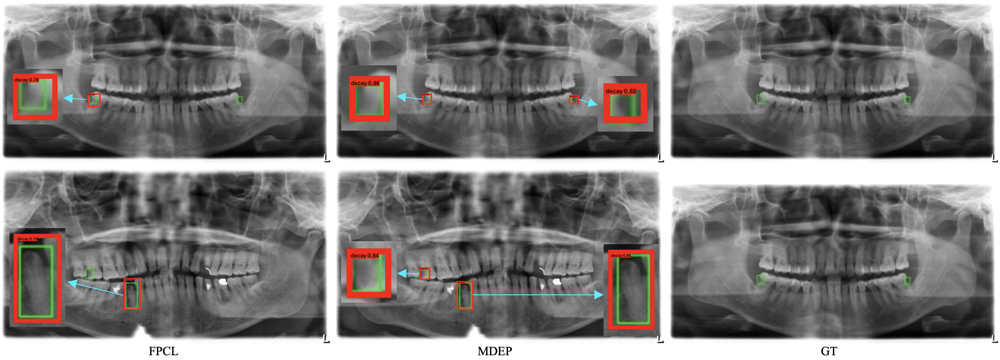 decay 0.79
decay 0.86
decay 0.85
L
L
L
decay 0.75
decay 0.84
decay 0.89
L
L
L
FPCL
MDEP
GT